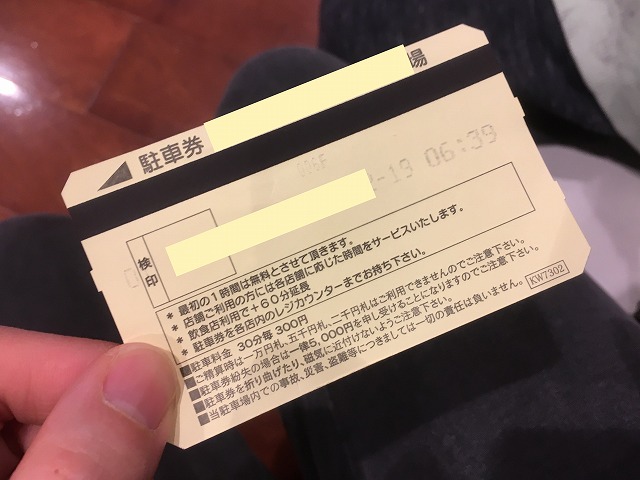 駐車券
場
026F
-19 06:39
検印
* 最初の1時間は無料とさせて頂きます。
* 店舗ご利用の方には各店舗に応じた時間をサービスいたします。
* 飲食店利用で+60分延長
* 駐車券を各店内のレジカウンターまでお持ち下さい。
■駐車料金 30分毎 300円
■ご精算時は一万円札、五千円札、二千円札はご利用できませんのでご注意下さい。
■駐車券紛失の場合は一律5,000円を申し受けることになりますのでご注意下さい。
■駐車券を折り曲げたり、磁気に近付けないようご注意下さい。
■当駐車場内での事故、災害、盗難等につきましては一切の責任は負いません。
KW7302